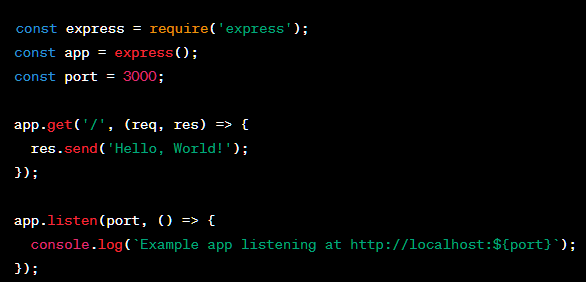 const express = require('express');
const app = express();
const port = 3000;
app.get('/', (req, res) => {
  res.send('Hello, World!');
});
app.listen(port, () => {
  console.log(`Example app listening at http://localhost:${port}`);
});